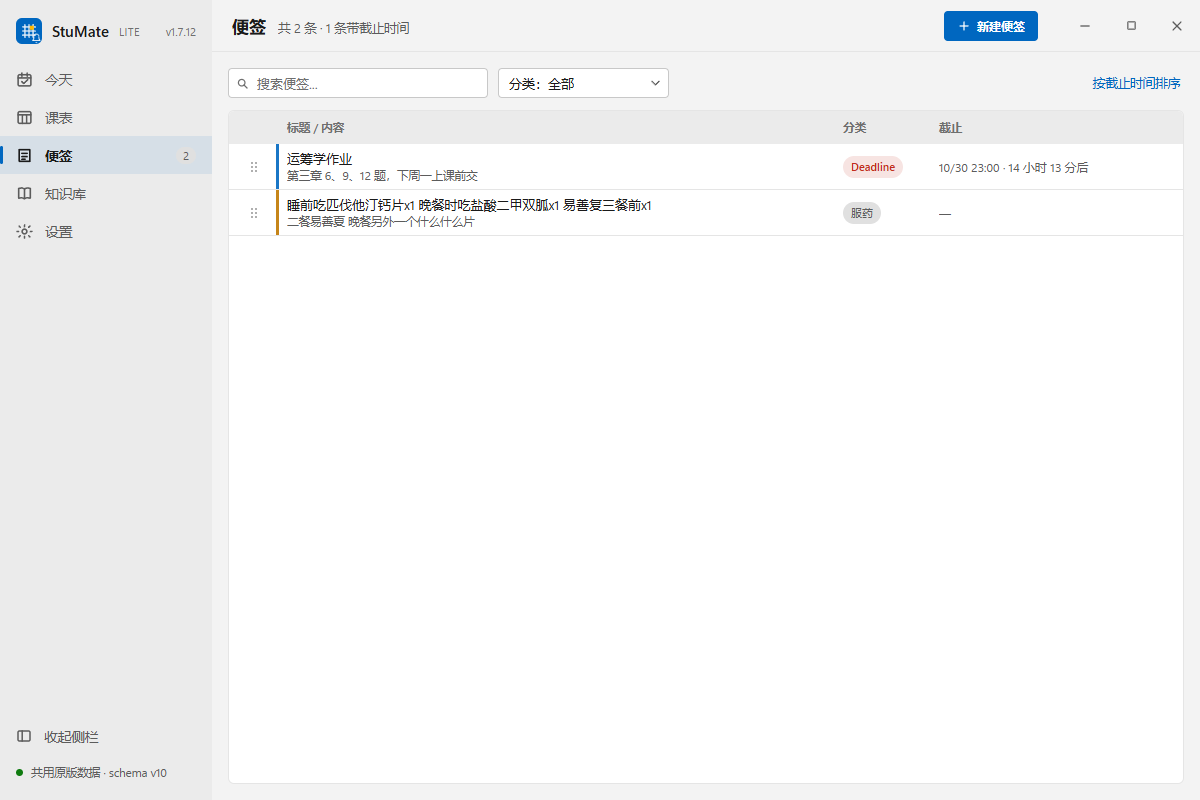 StuMate LITE v1.7.12
今天
课表
便签 2
知识库
设置
收起侧栏
共用原版数据 · schema v10
便签 共 2 条 · 1 条带截止时间
新建便签
搜索便签...
分类：全部
按截止时间排序
标题 / 内容 分类 截止
运筹学作业
第三章 6、9、12 题，下周一上课前交
Deadline
10/30 23:00 · 14 小时 13 分后
睡前吃匹伐他汀钙片x1 晚餐时吃盐酸二甲双胍x1 易善复三餐前x1
二餐易善夏 晚餐另外一个什么什么片
服药
—